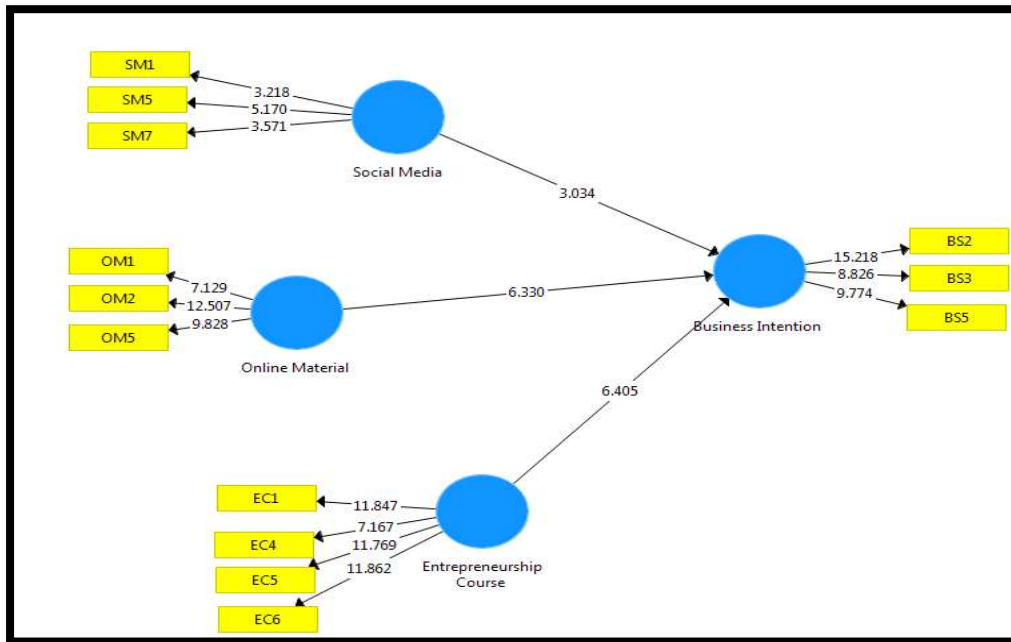 SM1
SM5
SM7
3.218
5.170
3.571
Social Media
3.034
OM1
OM2
OM5
7.129
12.507
9.828
Online Material
6.330
BS2
BS3
BS5
15.218
8.826
9.774
Business Intention
6.405
EC1
EC4
EC5
EC6
11.847
7.167
11.769
11.862
Entrepreneurship
Course